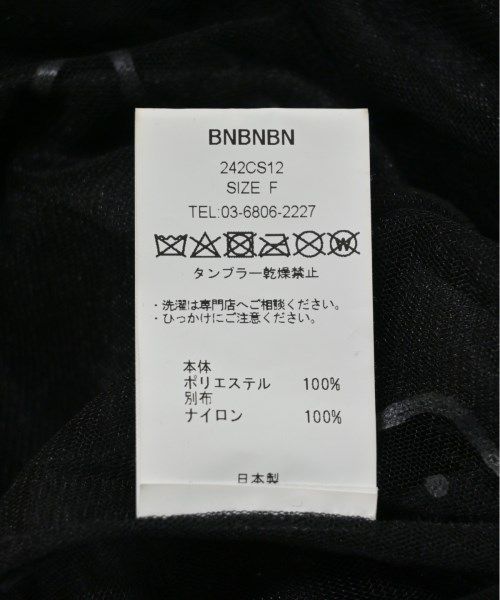 BNBNBN
242CS12
SIZE F
TEL:03-6806-2227
W
タンブラー乾燥禁止
・洗濯は専門店へご相談ください。
・ひっかけにご注意ください。
本体
ポリエステル 100%
別布
ナイロン 100%
日本製